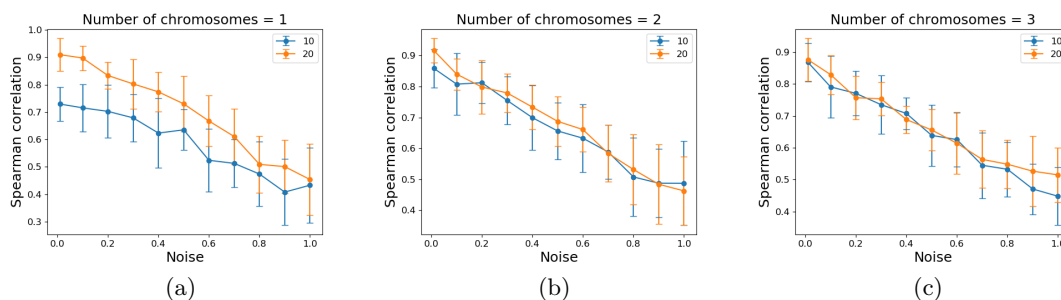 Number of chromosomes = 1
10
20
Spearman correlation
1.0
0.9
0.8
0.7
0.6
0.5
0.4
0.3
0.0 0.2 0.4 0.6 0.8 1.0
Noise
(a)
Number of chromosomes = 2
10
20
Spearman correlation
0.9
0.8
0.7
0.6
0.5
0.4
0.0 0.2 0.4 0.6 0.8 1.0
Noise
(b)
Number of chromosomes = 3
10
20
Spearman correlation
0.9
0.8
0.7
0.6
0.5
0.4
0.0 0.2 0.4 0.6 0.8 1.0
Noise
(c)